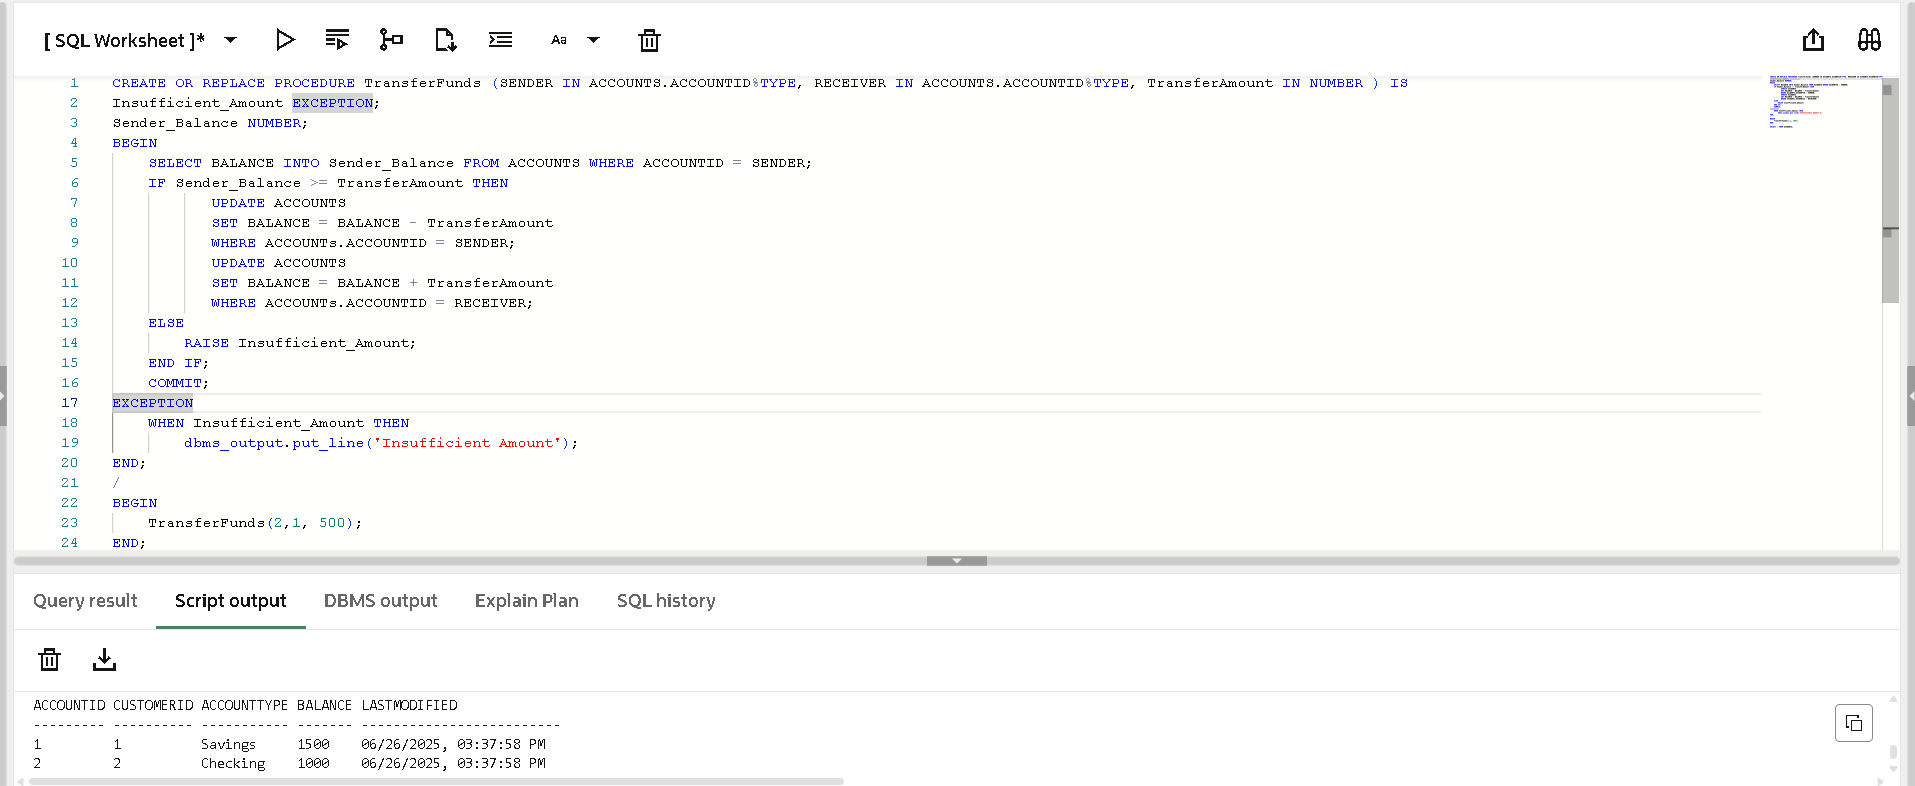 [ SQL Worksheet ]* Aa
1 CREATE OR REPLACE PROCEDURE TransferFunds (SENDER IN ACCOUNTS.ACCOUNTID%TYPE, RECEIVER IN ACCOUNTS.ACCOUNTID%TYPE, TransferAmount IN NUMBER ) IS
2 Insufficient_Amount EXCEPTION;
3 Sender_Balance NUMBER;
4 BEGIN
5 SELECT BALANCE INTO Sender_Balance FROM ACCOUNTS WHERE ACCOUNTID = SENDER;
6 IF Sender_Balance >= TransferAmount THEN
7 UPDATE ACCOUNTS
8 SET BALANCE = BALANCE - TransferAmount
9 WHERE ACCOUNTs.ACCOUNTID = SENDER;
10 UPDATE ACCOUNTS
11 SET BALANCE = BALANCE + TransferAmount
12 WHERE ACCOUNTs.ACCOUNTID = RECEIVER;
13 ELSE
14 RAISE Insufficient_Amount;
15 END IF;
16 COMMIT;
17 EXCEPTION
18 WHEN Insufficient_Amount THEN
19 dbms_output.put_line('Insufficient Amount');
20 END;
21 /
22 BEGIN
23 TransferFunds(2,1, 500);
24 END;
Query result Script output DBMS output Explain Plan SQL history
ACCOUNTID CUSTOMERID ACCOUNTTYPE BALANCE LASTMODIFIED
--------- ---------- ----------- ------- -------------------------
1 1 Savings 1500 06/26/2025, 03:37:58 PM
2 2 Checking 1000 06/26/2025, 03:37:58 PM